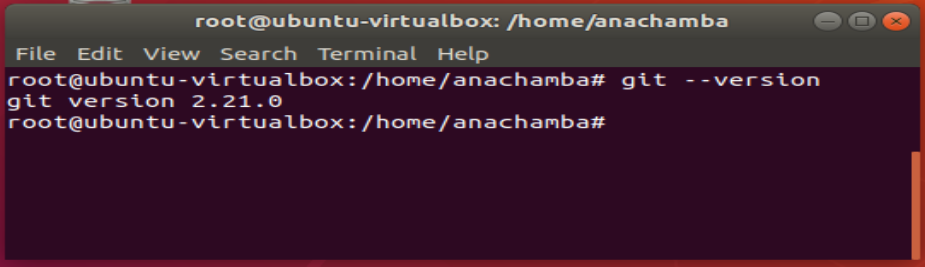 root@ubuntu-virtualbox: /home/anachamba
File Edit View Search Terminal Help
root@ubuntu-virtualbox:/home/anachamba# git --version
git version 2.21.0
root@ubuntu-virtualbox:/home/anachamba#